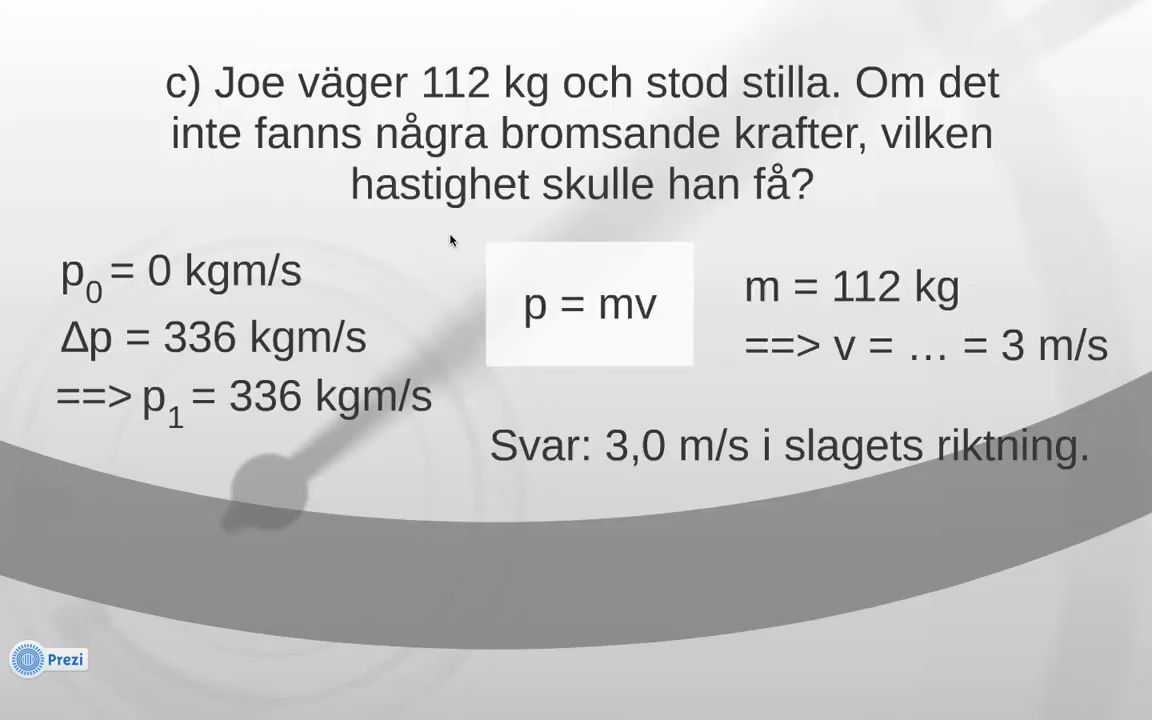 c) Joe väger 112 kg och stod stilla. Om det
inte fanns några bromsande krafter, vilken
hastighet skulle han få?
p₀ = 0 kgm/s
Δp = 336 kgm/s
==> p₁ = 336 kgm/s
p = mv
m = 112 kg
==> v = … = 3 m/s
Svar: 3,0 m/s i slagets riktning.
Prezi